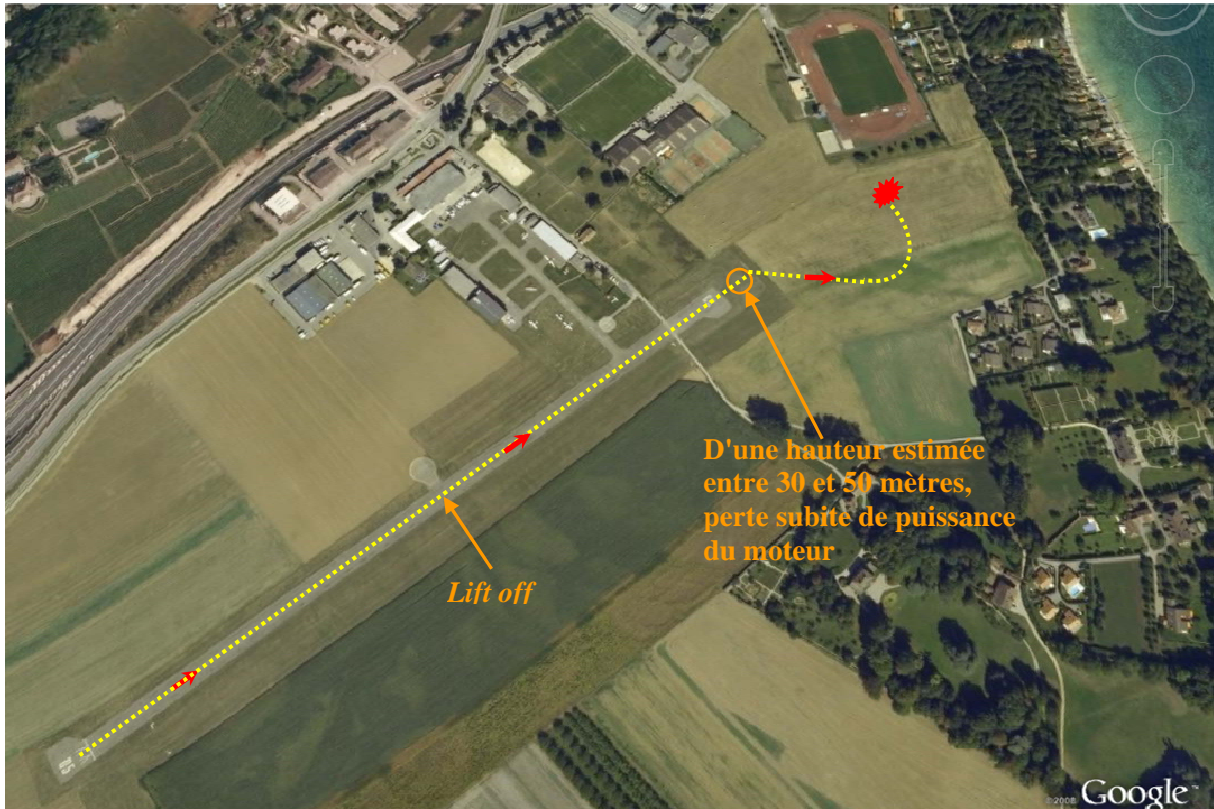 D'une hauteur estimée
entre 30 et 50 mètres,
perte subite de puissance
du moteur
Lift off
Google